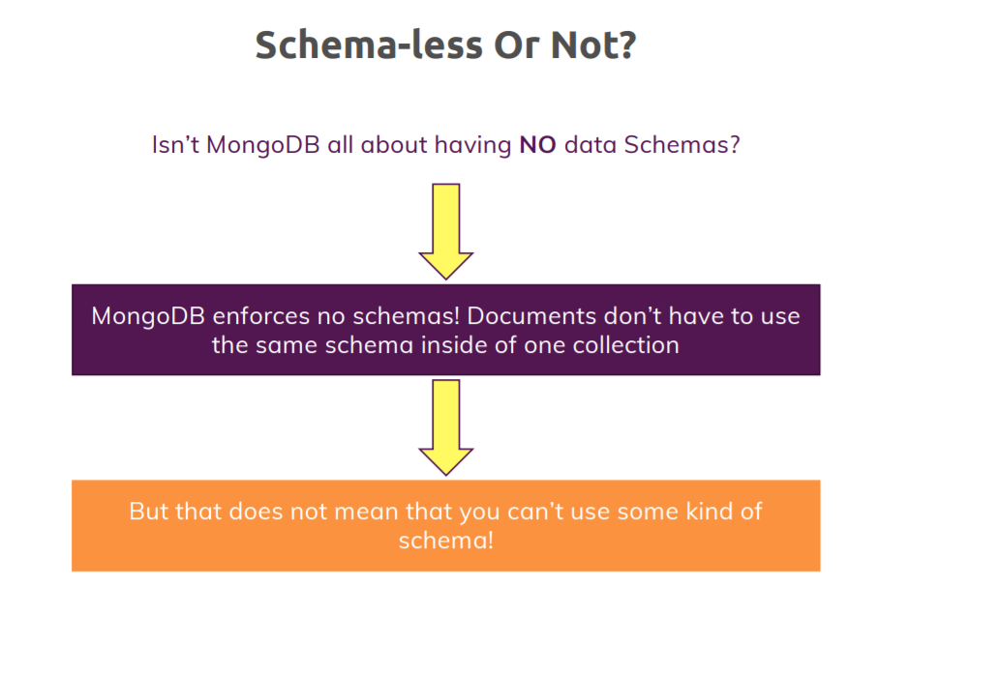 Schema-less Or Not?
Isn’t MongoDB all about having NO data Schemas?
MongoDB enforces no schemas! Documents don’t have to use
the same schema inside of one collection
But that does not mean that you can’t use some kind of
schema!